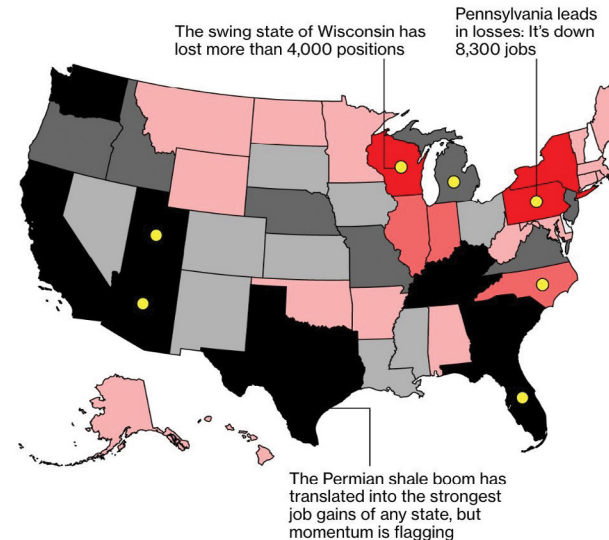 The swing state of Wisconsin has
lost more than 4,000 positions
Pennsylvania leads
in losses: It's down
8,300 jobs
The Permian shale boom has
translated into the strongest
job gains of any state, but
momentum is flagging